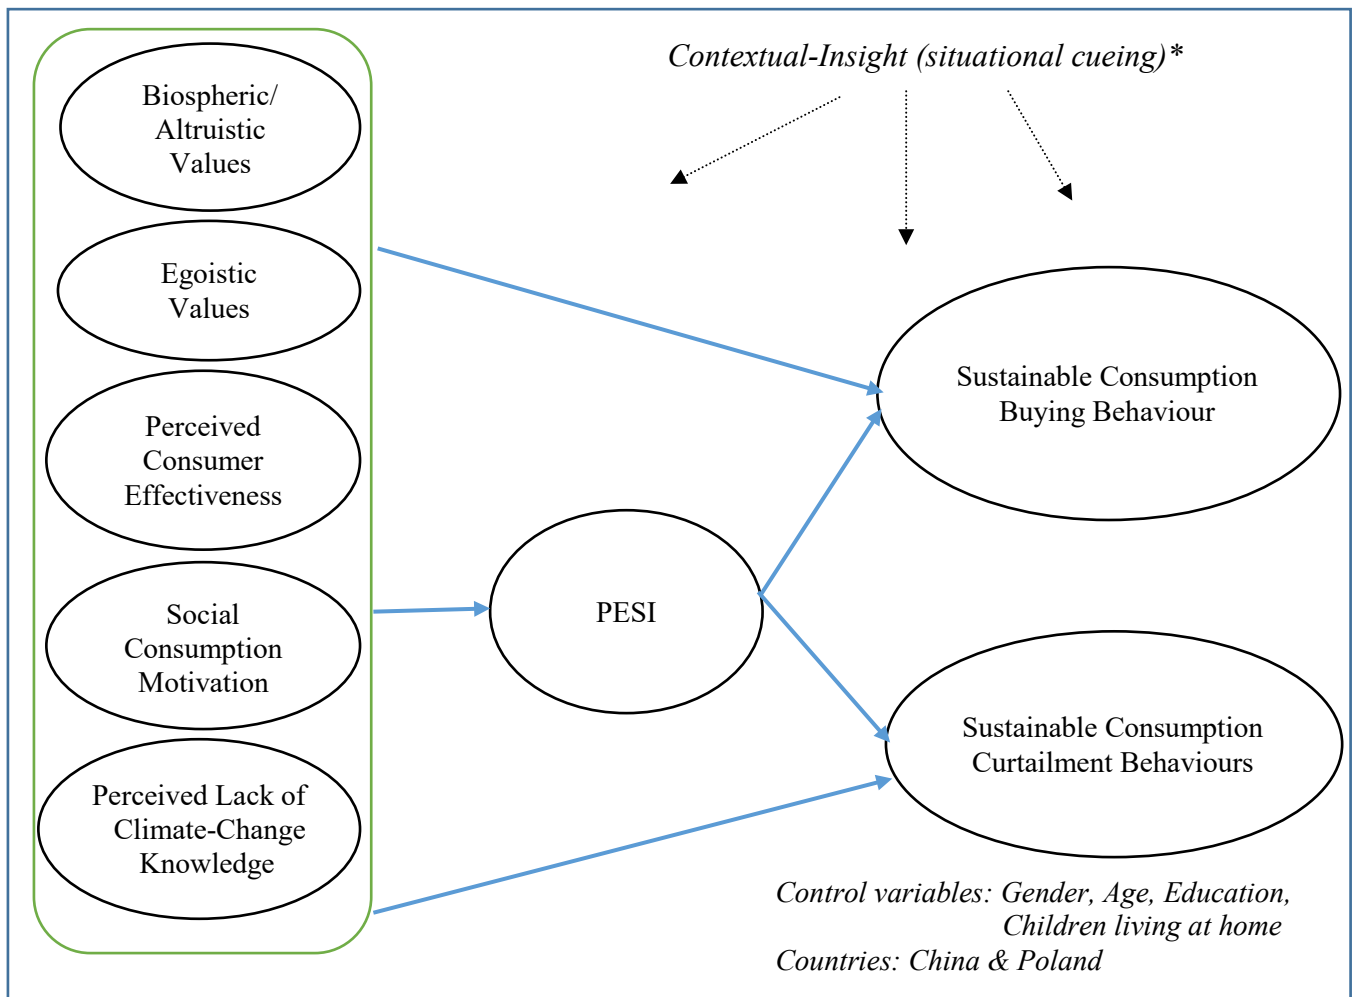 Contextual-Insight (situational cueing)*
Biospheric/
Altruistic
Values
Egoistic
Values
Perceived
Consumer
Effectiveness
Social
Consumption
Motivation
Perceived Lack of
Climate-Change
Knowledge
PESI
Sustainable Consumption
Buying Behaviour
Sustainable Consumption
Curtailment Behaviours
Control variables: Gender, Age, Education,
Children living at home
Countries: China & Poland